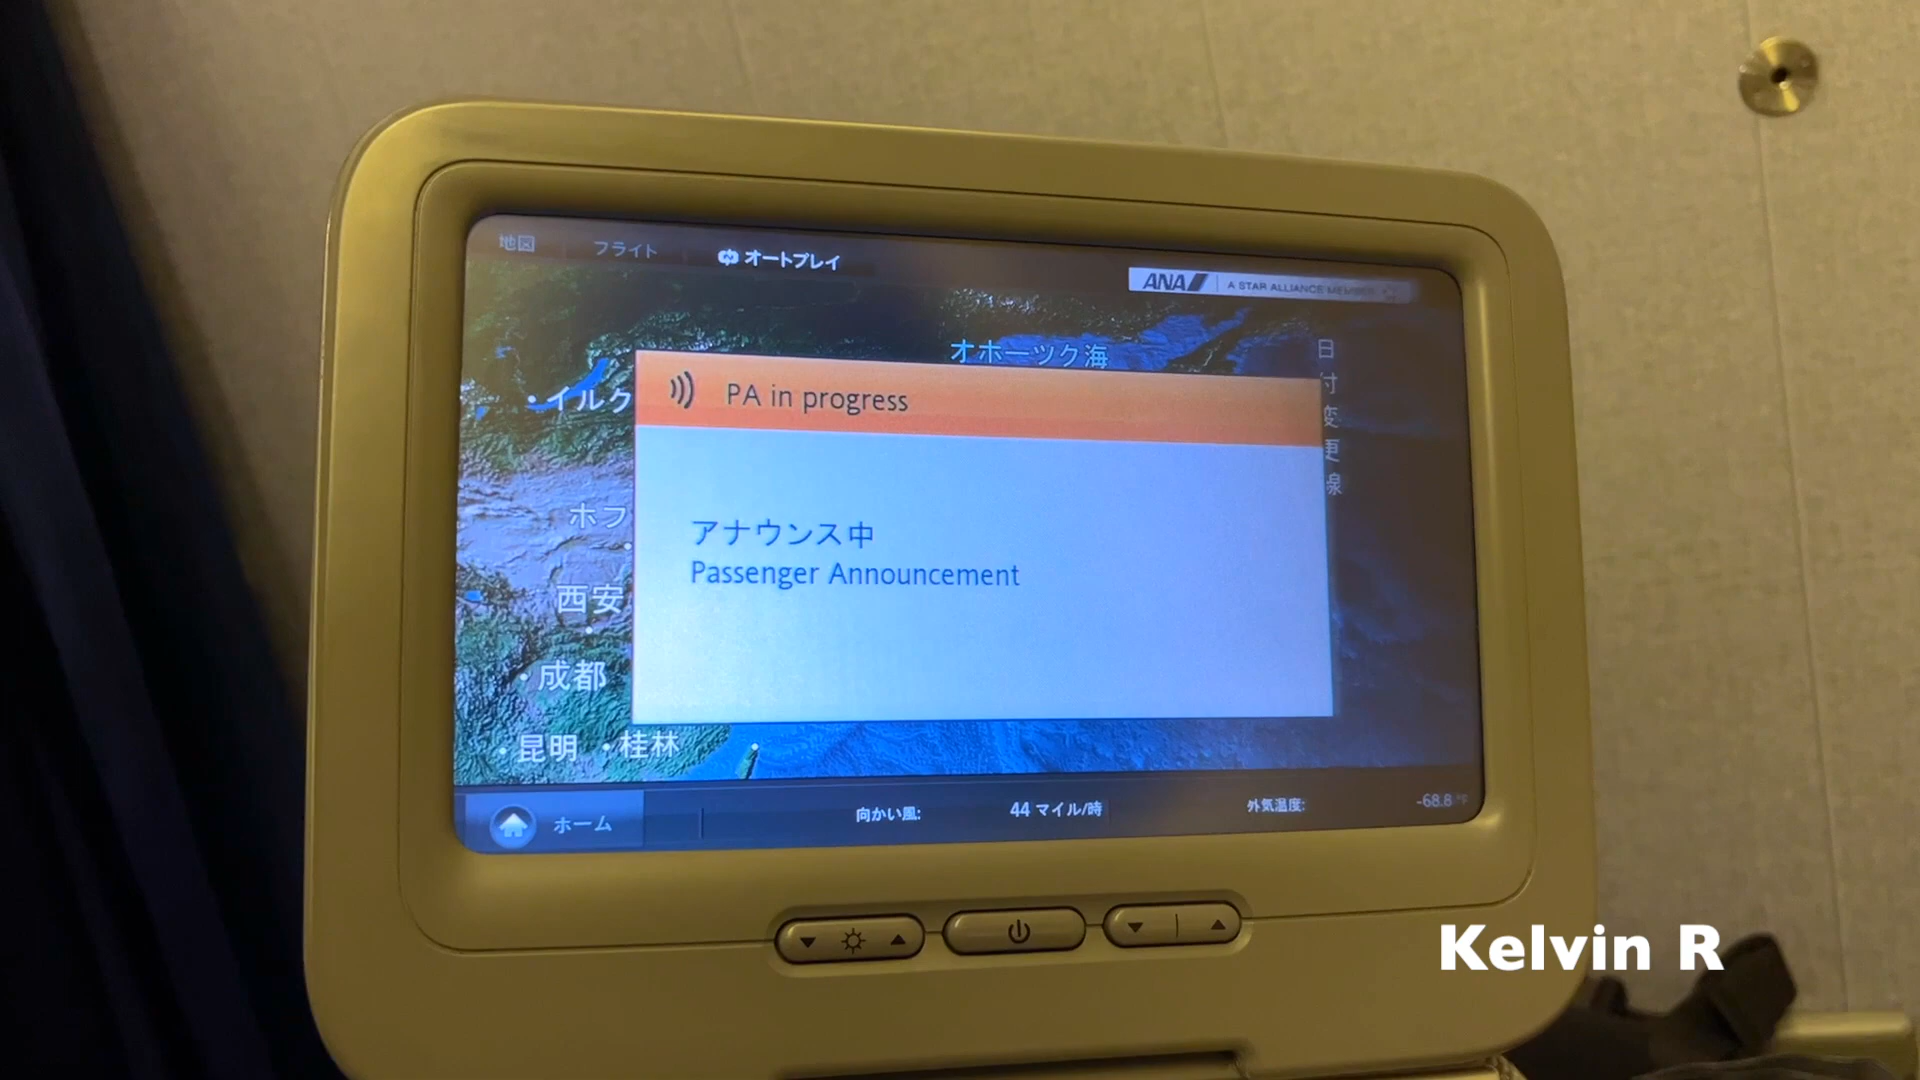 地図 フライト オートプレイ
ANA A STAR ALLIANCE MEMBER
オホーツク海
日付変更線
イルク
PA in progress
ホフ
アナウンス中
Passenger Announcement
西安
成都
昆明 桂林
ホーム 向かい風: 44 マイル/時 外気温度: -68.8 °F
Kelvin R